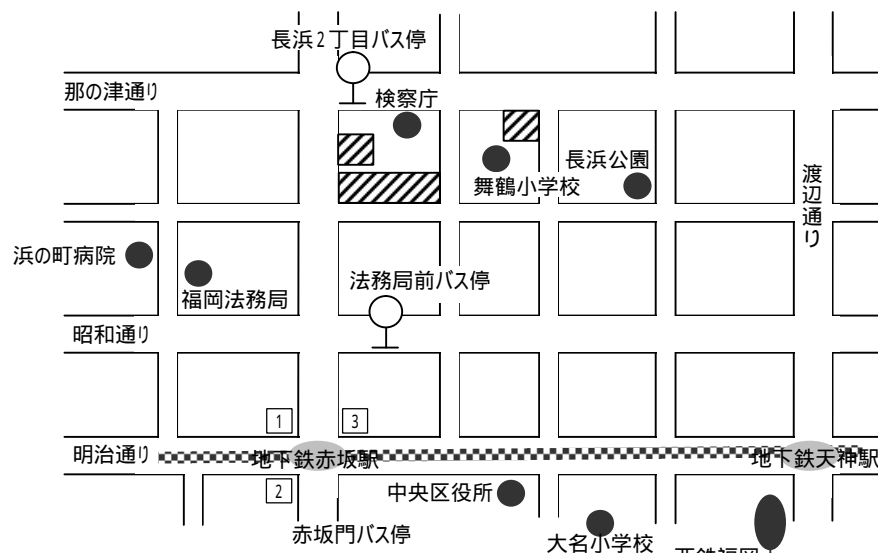 長浜2丁目バス停
那の津通り
検察庁
長浜公園
舞鶴小学校
渡辺通り
浜の町病院
福岡法務局
法務局前バス停
昭和通り
1
3
明治通り
地下鉄赤坂駅
地下鉄天神駅
2
中央区役所
赤坂門バス停
大名小学校
西鉄福岡